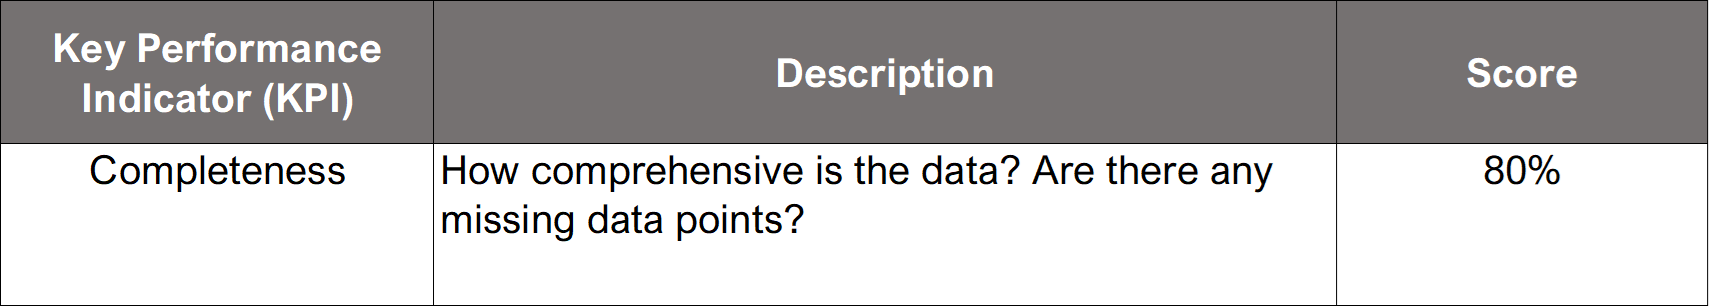 Key Performance
Indicator (KPI)
Description
Score
Completeness
How comprehensive is the data? Are there any
missing data points?
80%